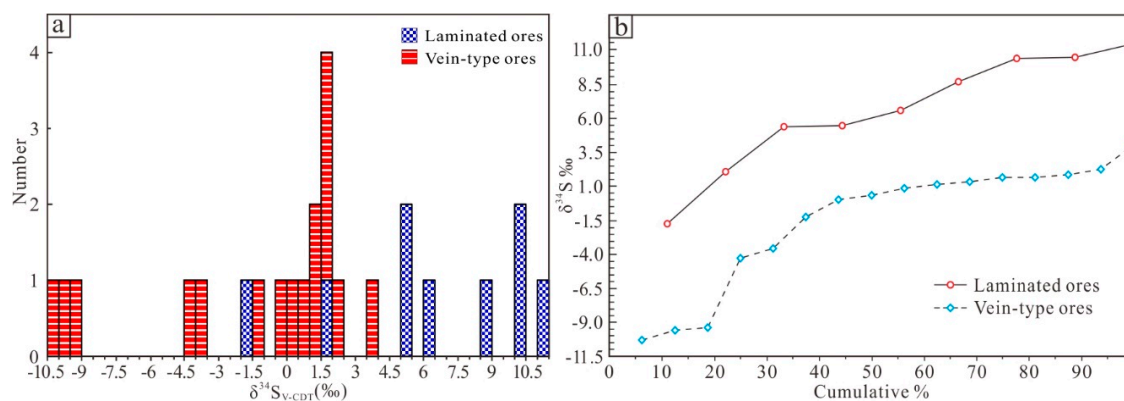 a
Laminated ores
Vein-type ores
Number
4
3
2
1
0
-10.5 -9 -7.5 -6 -4.5 -3 -1.5 0 1.5 3 4.5 6 7.5 9 10.5
δ³⁴S V-CDT(‰)
b
δ³⁴S ‰
11.0
8.5
6.0
3.5
1.0
-1.5
-4.0
-6.5
-9.0
-11.5
Laminated ores
Vein-type ores
0 10 20 30 40 50 60 70 80 90
Cumulative %